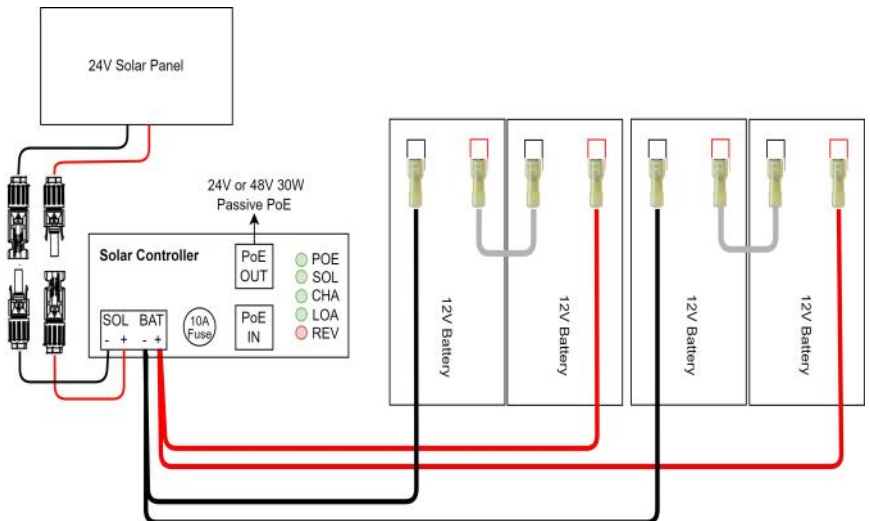 24V Solar Panel
24V or 48V 30W
Passive PoE
Solar Controller
PoE
OUT
POE
SOL
CHA
LOA
REV
SOL BAT
- + - +
10A
Fuse
PoE
IN
12V Battery
12V Battery
12V Battery
12V Battery